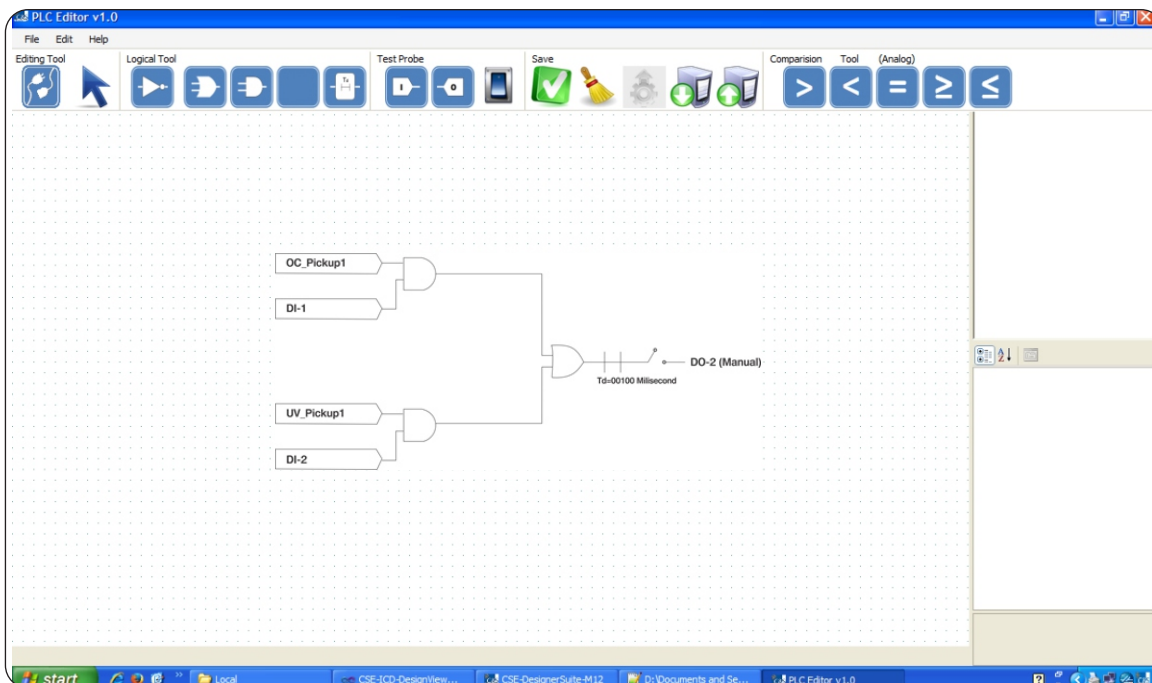 PLC Editor v1.0
File Edit Help
Editing Tool Logical Tool Test Probe Save Comparision Tool (Analog)
Td
I O
> < = ≥ ≤
OC_Pickup1
DI-1
DO-2 (Manual)
Td=00100 Milisecond
UV_Pickup1
DI-2
start Local CSE-ICD-DesignView... CSE-DesignerSuite-M12 D:\Documents and Se... PLC Editor v1.0